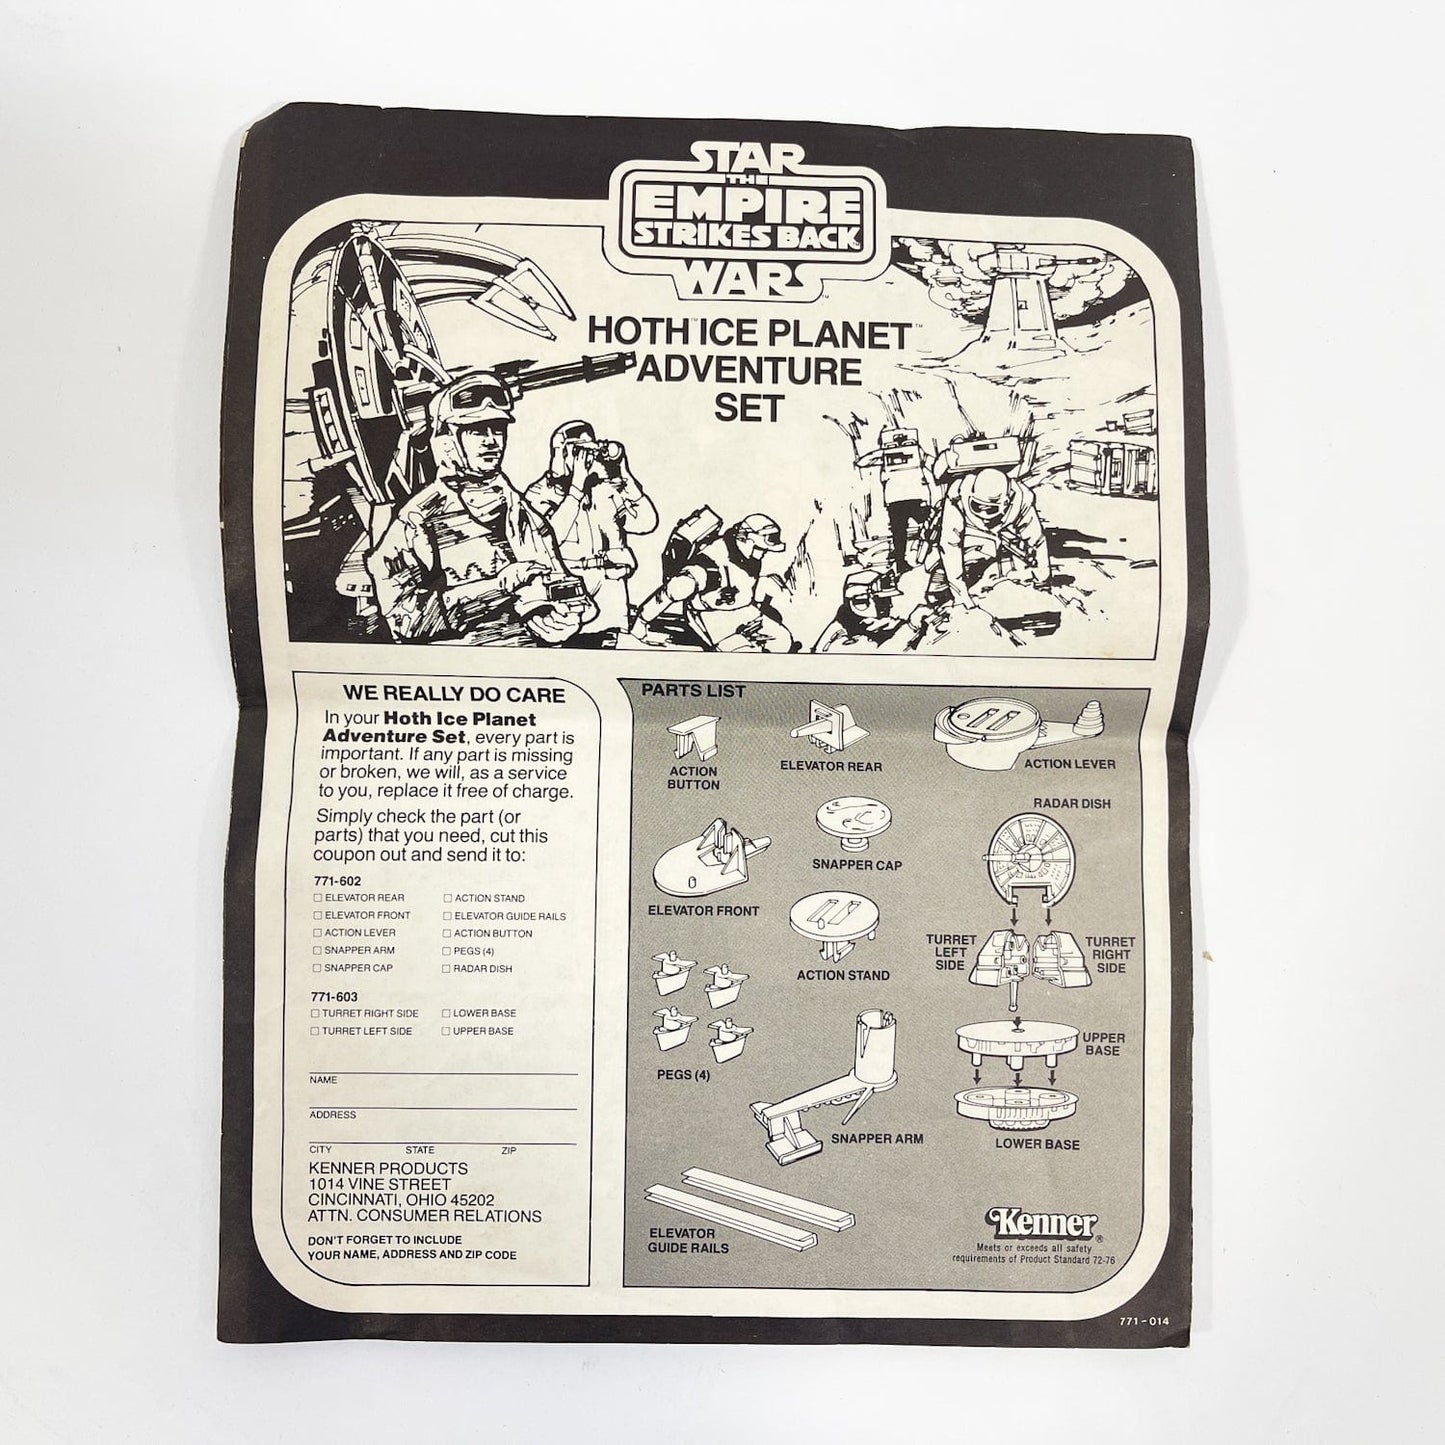 STAR
THE
EMPIRE
STRIKES BACK
WARS™
HOTH™ ICE PLANET™
ADVENTURE
SET
WE REALLY DO CARE
In your Hoth Ice Planet
Adventure Set, every part is
important. If any part is missing
or broken, we will, as a service
to you, replace it free of charge.
Simply check the part (or
parts) that you need, cut this
coupon out and send it to:
771-602
☐ ELEVATOR REAR
☐ ELEVATOR FRONT
☐ ACTION LEVER
☐ SNAPPER ARM
☐ SNAPPER CAP
☐ ACTION STAND
☐ ELEVATOR GUIDE RAILS
☐ ACTION BUTTON
☐ PEGS (4)
☐ RADAR DISH
771-603
☐ TURRET RIGHT SIDE
☐ TURRET LEFT SIDE
☐ LOWER BASE
☐ UPPER BASE
NAME
ADDRESS
CITY STATE ZIP
KENNER PRODUCTS
1014 VINE STREET
CINCINNATI, OHIO 45202
ATTN. CONSUMER RELATIONS
DON'T FORGET TO INCLUDE
YOUR NAME, ADDRESS AND ZIP CODE
PARTS LIST
ACTION
BUTTON
ELEVATOR REAR
ACTION LEVER
RADAR DISH
SNAPPER CAP
ELEVATOR FRONT
TURRET
LEFT
SIDE
TURRET
RIGHT
SIDE
ACTION STAND
UPPER
BASE
PEGS (4)
SNAPPER ARM
LOWER BASE
ELEVATOR
GUIDE RAILS
Kenner®
Meets or exceeds all safety
requirements of Product Standard 72-76
771-014